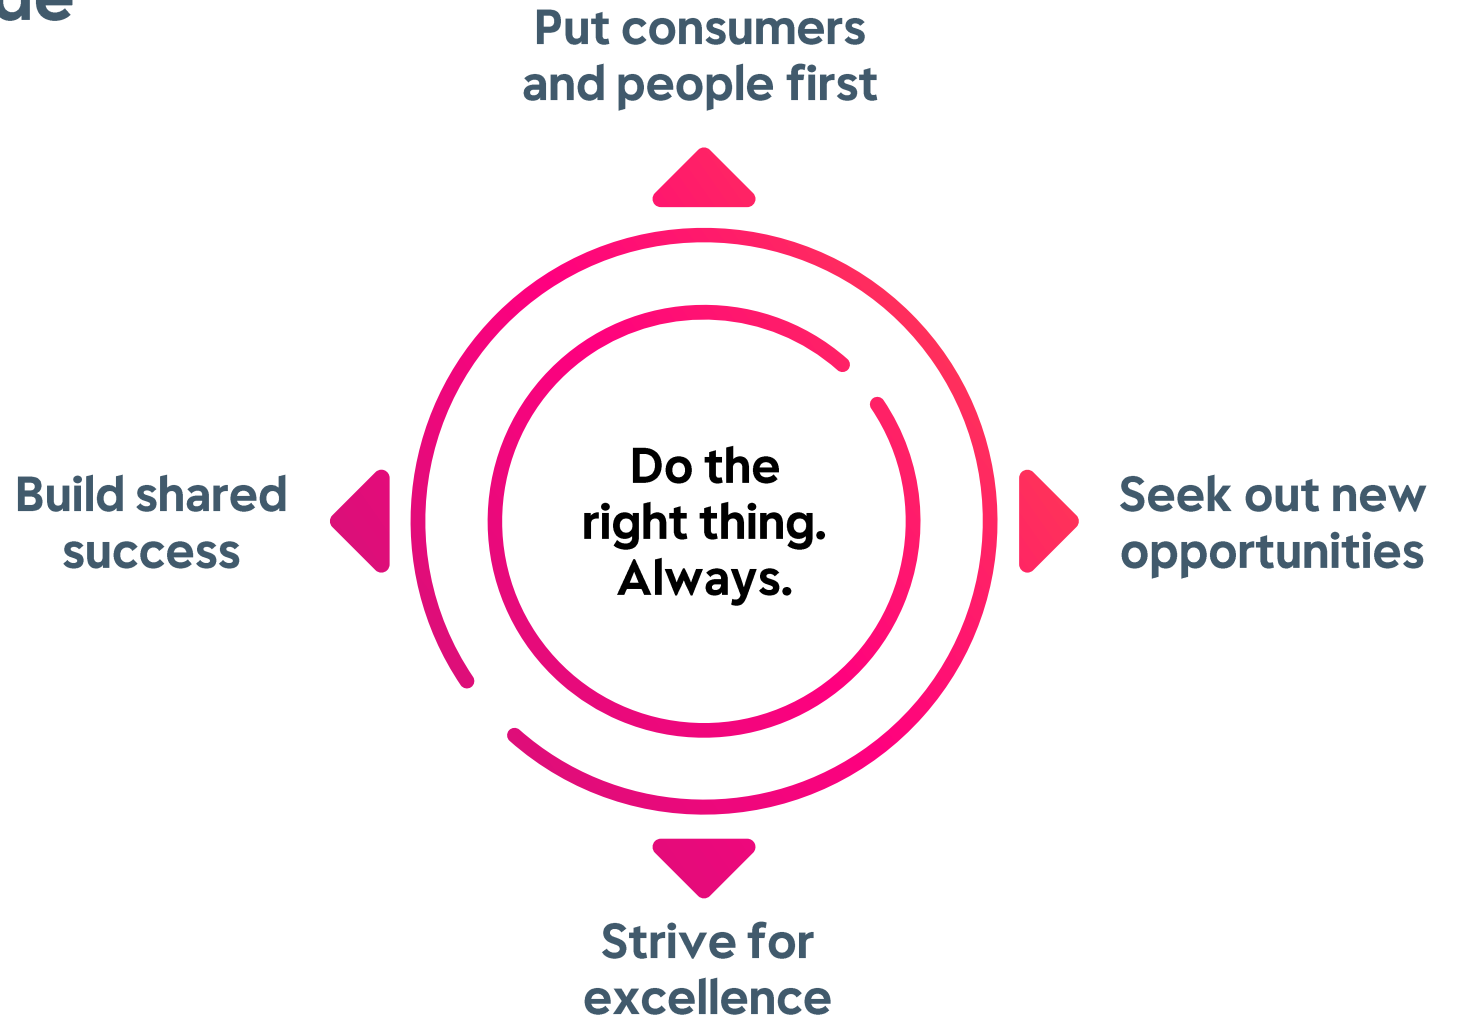 Put consumers
and people first
Build shared
success
Do the
right thing.
Always.
Seek out new
opportunities
Strive for
excellence